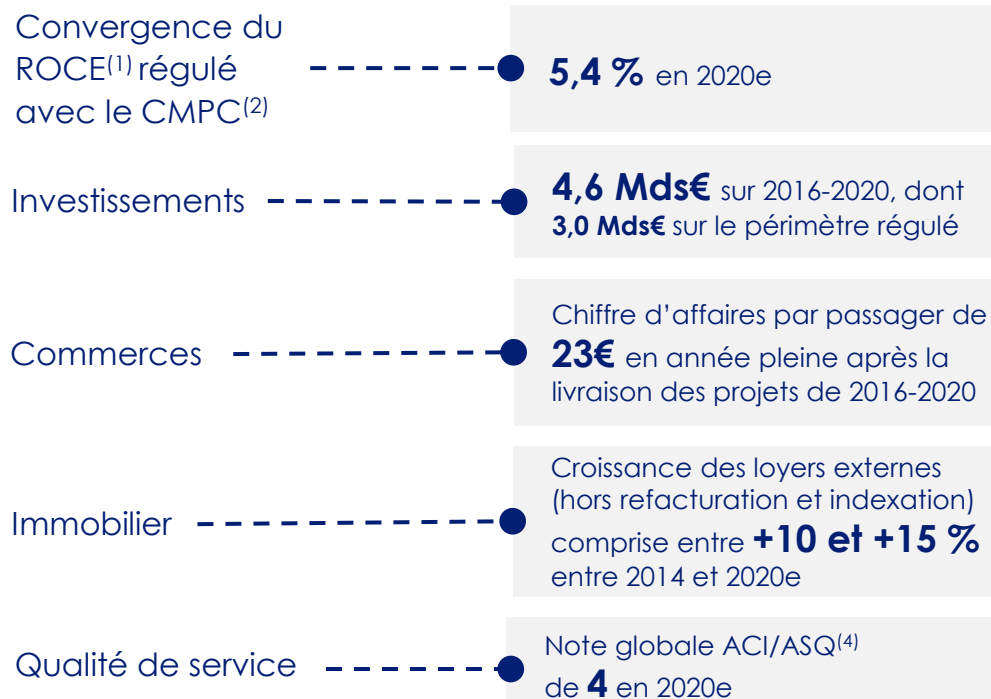 Convergence du
ROCE(1) régulé
avec le CMPC(2)
5,4 % en 2020e
Investissements
4,6 Mds€ sur 2016-2020, dont
3,0 Mds€ sur le périmètre régulé
Commerces
Chiffre d’affaires par passager de
23€ en année pleine après la
livraison des projets de 2016-2020
Immobilier
Croissance des loyers externes
(hors refacturation et indexation)
comprise entre +10 et +15 %
entre 2014 et 2020e
Qualité de service
Note globale ACI/ASQ(4)
de 4 en 2020e